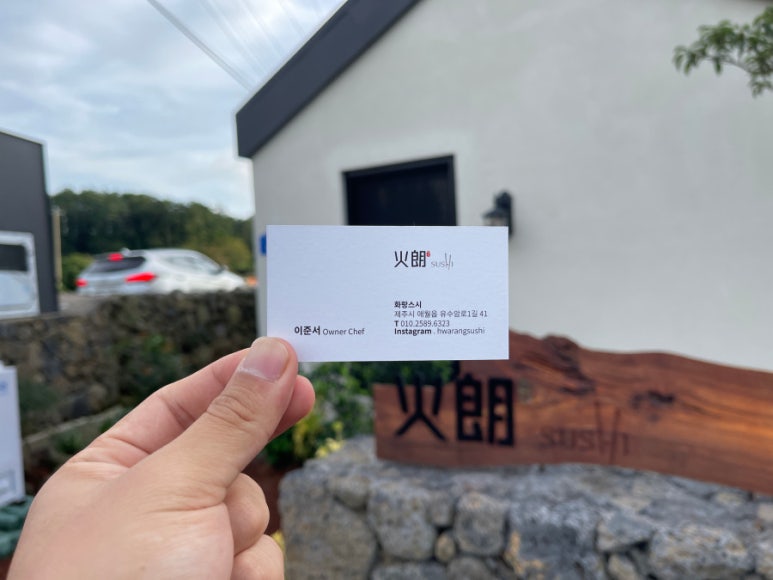 火朗 sushi
화랑스시
제주시 애월읍 유수암로1길 41
T 010.2589.6323
이준서 Owner Chef
Instagram . hwarangsushi
火朗 sushi